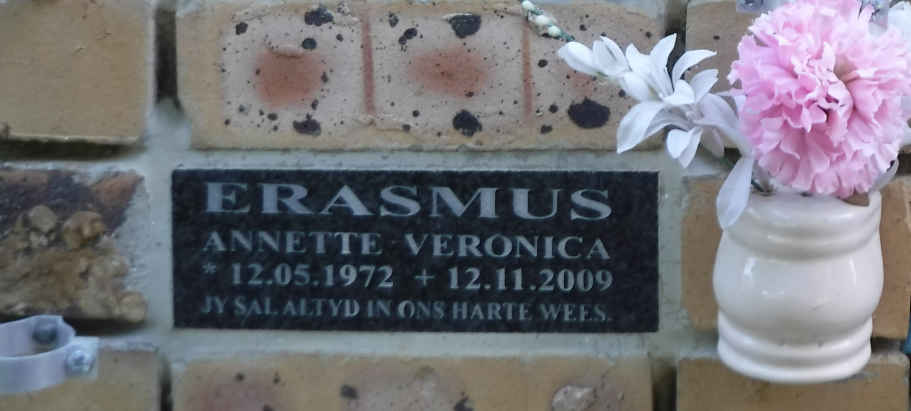 ERASMUS
ANNETTE VERONICA
* 12.05.1972 + 12.11.2009
JY SAL ALTYD IN ONS HARTE WEES.